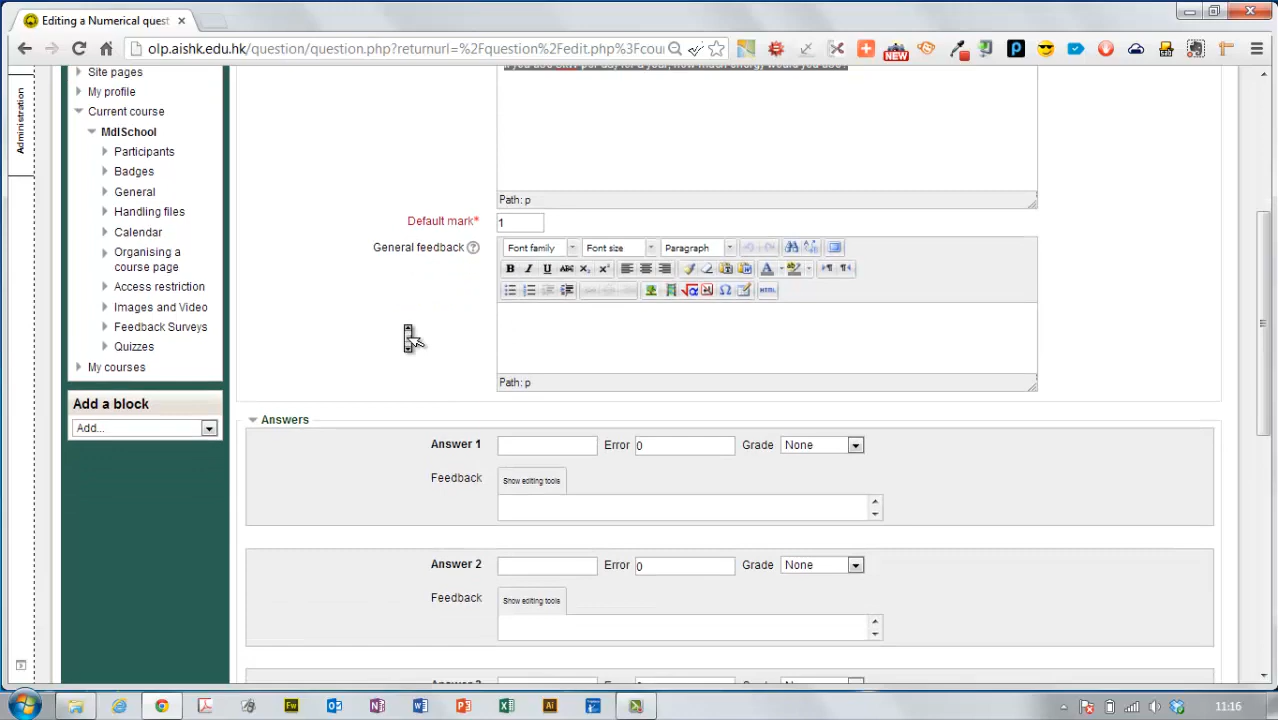 Editing a Numerical quest
olp.aishk.edu.hk/question/question.php?returnurl=%2Fquestion%2Fedit.php%3Fcou
NEW
Administration
Site pages
My profile
Current course
MdlSchool
Participants
Badges
General
Handling files
Calendar
Organising a
course page
Access restriction
Images and Video
Feedback Surveys
Quizzes
My courses
Add a block
Add...
Path: p
Default mark* 1
General feedback
Font family Font size Paragraph
HTML
Path: p
Answers
Answer 1 Error 0 Grade None
Feedback Show editing tools
Answer 2 Error 0 Grade None
Feedback Show editing tools
11:16